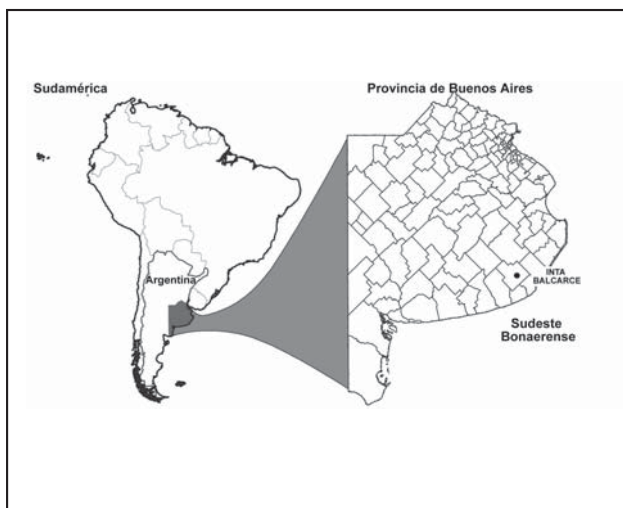 Sudamérica
Provincia de Buenos Aires
Argentina
INTA
BALCARCE
Sudeste
Bonaerense